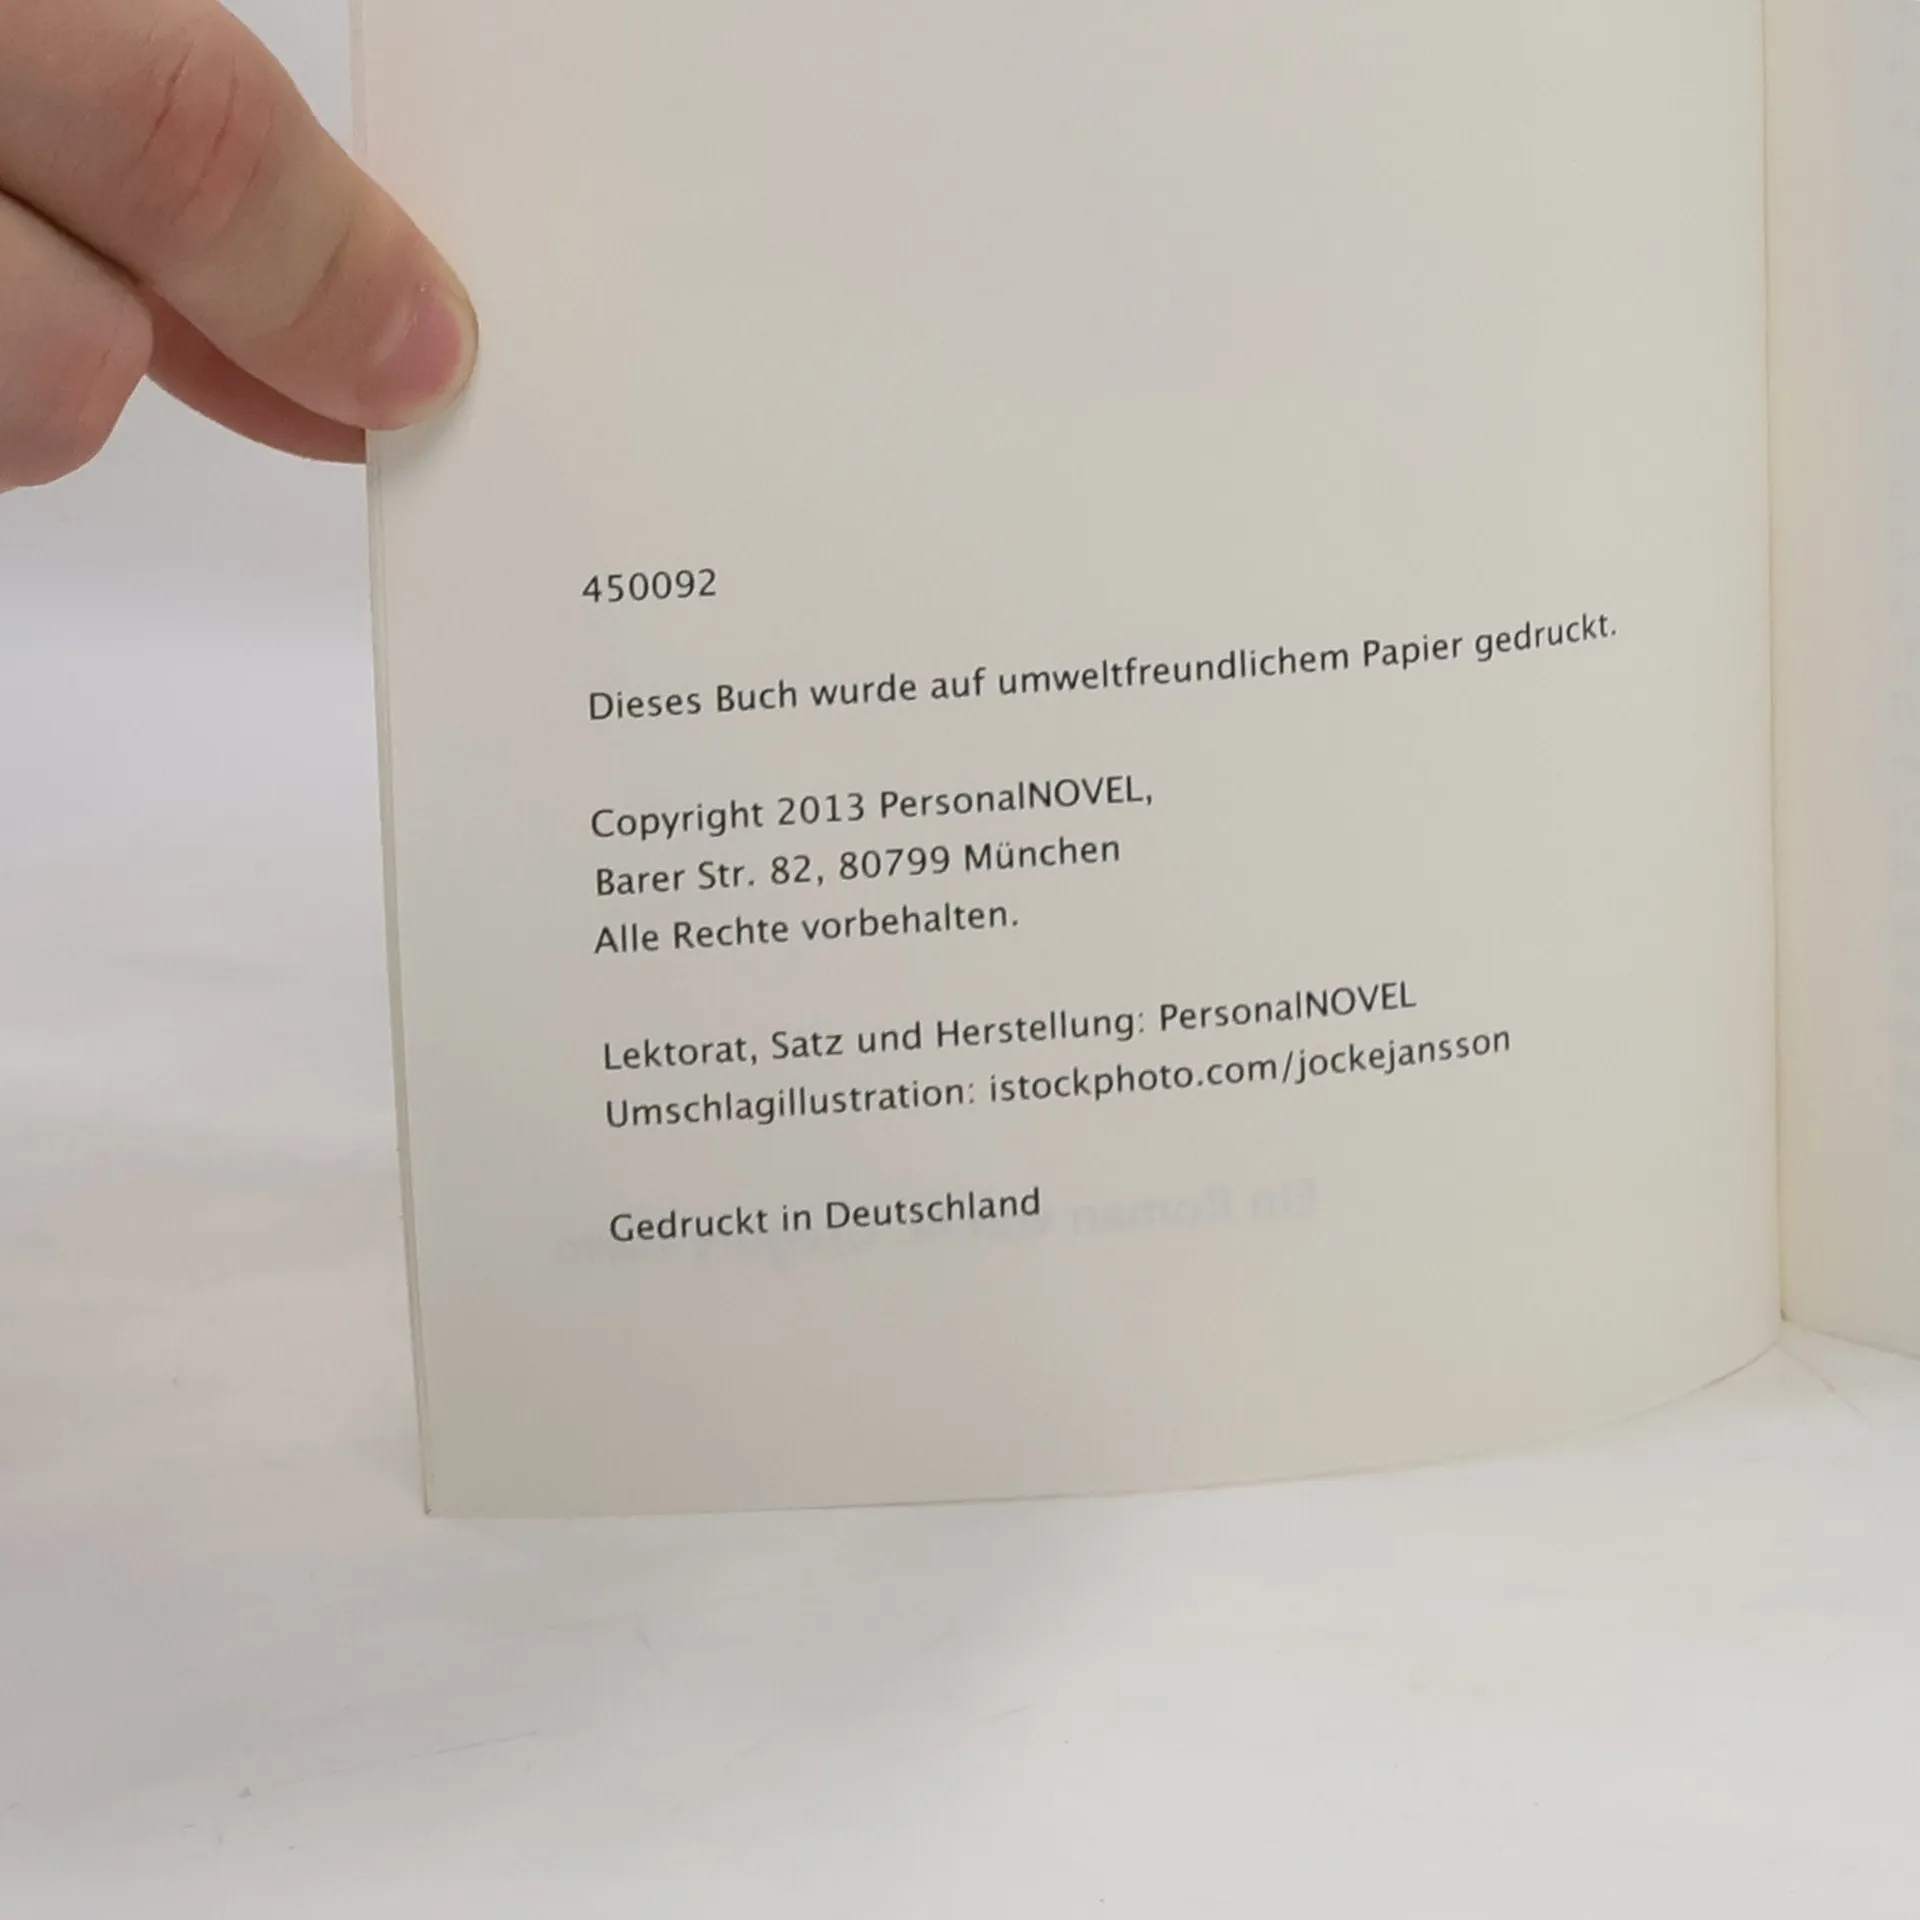 450092
Dieses Buch wurde auf umweltfreundlichem Papier gedruckt.
Copyright 2013 PersonalNOVEL,
Barer Str. 82, 80799 München
Alle Rechte vorbehalten.
Lektorat, Satz und Herstellung: PersonalNOVEL
Umschlagillustration: istockphoto.com/jockejansson
Gedruckt in Deutschland